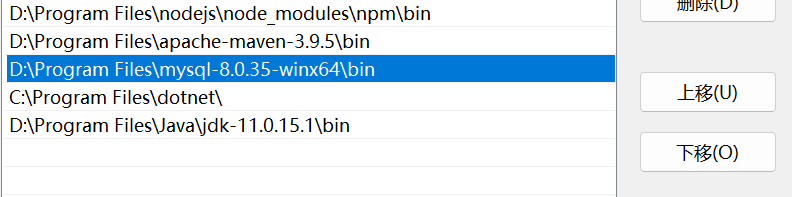 D:\Program Files\nodejs\node_modules\npm\bin
删除(D)
D:\Program Files\apache-maven-3.9.5\bin
D:\Program Files\mysql-8.0.35-winx64\bin
上移(U)
C:\Program Files\dotnet\
D:\Program Files\Java\jdk-11.0.15.1\bin
下移(O)